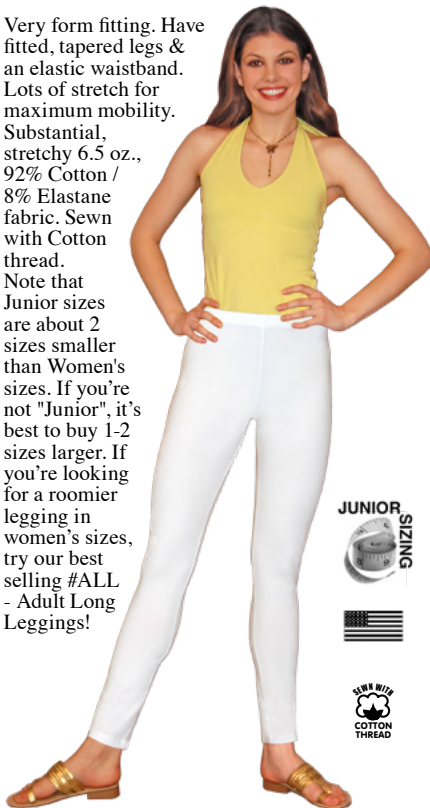 Very form fitting. Have
fitted, tapered legs &
an elastic waistband.
Lots of stretch for
maximum mobility.
Substantial,
stretchy 6.5 oz.,
92% Cotton /
8% Elastane
fabric. Sewn
with Cotton
thread.
Note that
Junior sizes
are about 2
sizes smaller
than Women's
sizes. If you’re
not "Junior", it’s
best to buy 1-2
sizes larger. If
you’re looking
for a roomier
legging in
women’s sizes,
try our best
selling #ALL
- Adult Long
Leggings!
JUNIOR
SIZING
SEWN WITH
COTTON
THREAD